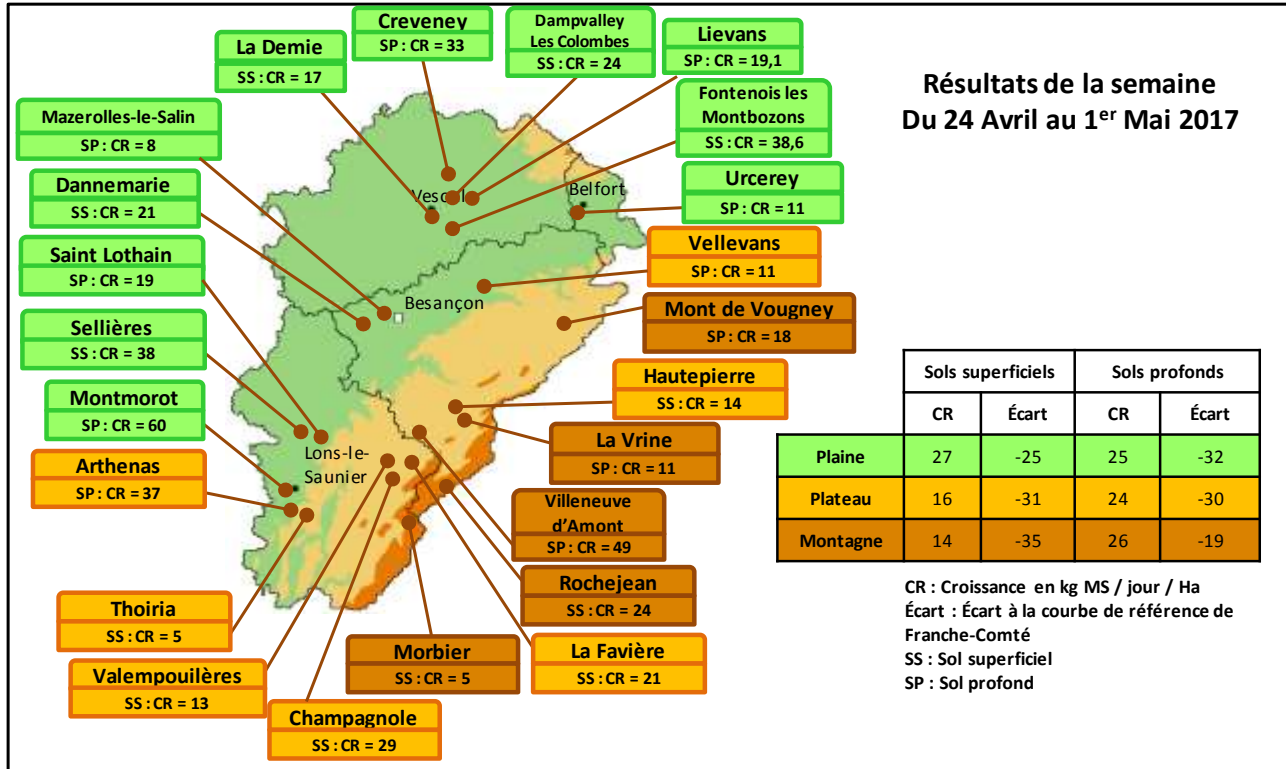 Creveney
SP : CR = 33
Dampvalley
Les Colombes
SS : CR = 24
Lievans
SP : CR = 19,1
La Demie
SS : CR = 17
Fontenois les
Montbozons
SS : CR = 38,6
Résultats de la semaine
Du 24 Avril au 1er Mai 2017
Mazerolles-le-Salin
SP : CR = 8
Urcerey
SP : CR = 11
Dannemarie
SS : CR = 21
Belfort
Vellevans
SP : CR = 11
Saint Lothain
SP : CR = 19
Besançon
Mont de Vougney
SP : CR = 18
Sellières
SS : CR = 38
Hautepierre
SS : CR = 14
Montmorot
SP : CR = 60
La Vrine
SP : CR = 11
Lons-le-
Saunier
Arthenas
SP : CR = 37
Villeneuve
d'Amont
SP : CR = 49
Rochejean
SS : CR = 24
Thoiria
SS : CR = 5
La Favière
SS : CR = 21
Morbier
SS : CR = 5
Valempouilères
SS : CR = 13
Champagnole
SS : CR = 29
Sols superficiels Sols profonds
CR Écart CR Écart
Plaine 27 -25 25 -32
Plateau 16 -31 24 -30
Montagne 14 -35 26 -19
CR : Croissance en kg MS / jour / Ha
Écart : Écart à la courbe de référence de
Franche-Comté
SS : Sol superficiel
SP : Sol profond